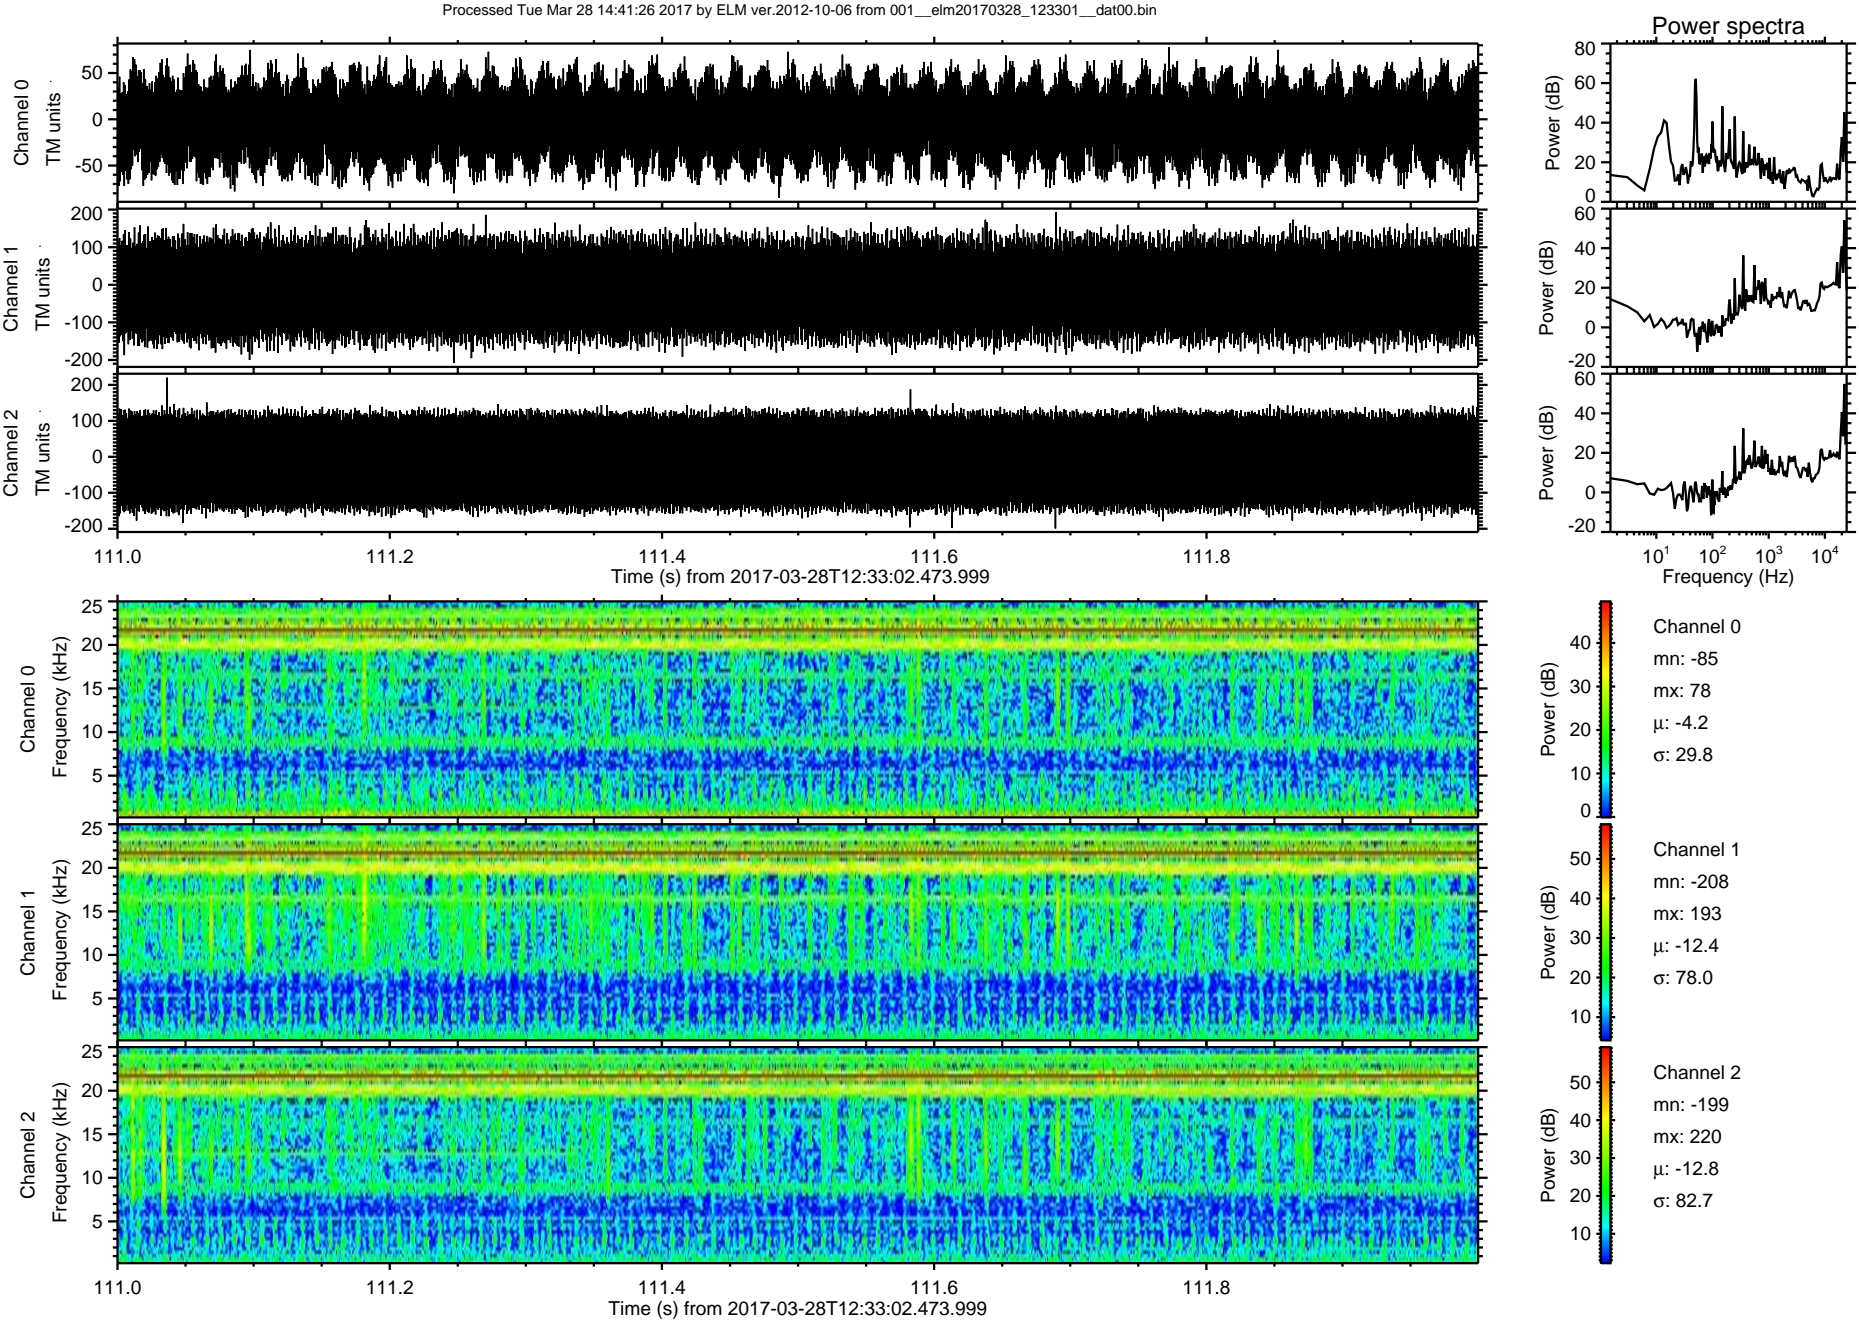 Processed Tue Mar 28 14:41:26 2017 by ELM ver.2012-10-06 from 001__elm20170328_123301__dat00.bin
Power spectra
Channel 0
TM units
50
0
-50
Power (dB)
80
60
40
20
0
Channel 1
TM units
200
100
0
-100
-200
Power (dB)
60
40
20
0
-20
Channel 2
TM units
200
100
0
-100
-200
Power (dB)
60
40
20
0
-20
111.0 111.2 111.4 111.6 111.8
Time (s) from 2017-03-28T12:33:02.473.999
10¹ 10² 10³ 10⁴
Frequency (Hz)
Channel 0
Frequency (kHz)
25
20
15
10
5
Power (dB)
40
30
20
10
0
Channel 0
mn: -85
mx: 78
μ: -4.2
σ: 29.8
Channel 1
Frequency (kHz)
25
20
15
10
5
Power (dB)
50
40
30
20
10
Channel 1
mn: -208
mx: 193
μ: -12.4
σ: 78.0
Channel 2
Frequency (kHz)
25
20
15
10
5
Power (dB)
50
40
30
20
10
Channel 2
mn: -199
mx: 220
μ: -12.8
σ: 82.7
111.0 111.2 111.4 111.6 111.8
Time (s) from 2017-03-28T12:33:02.473.999